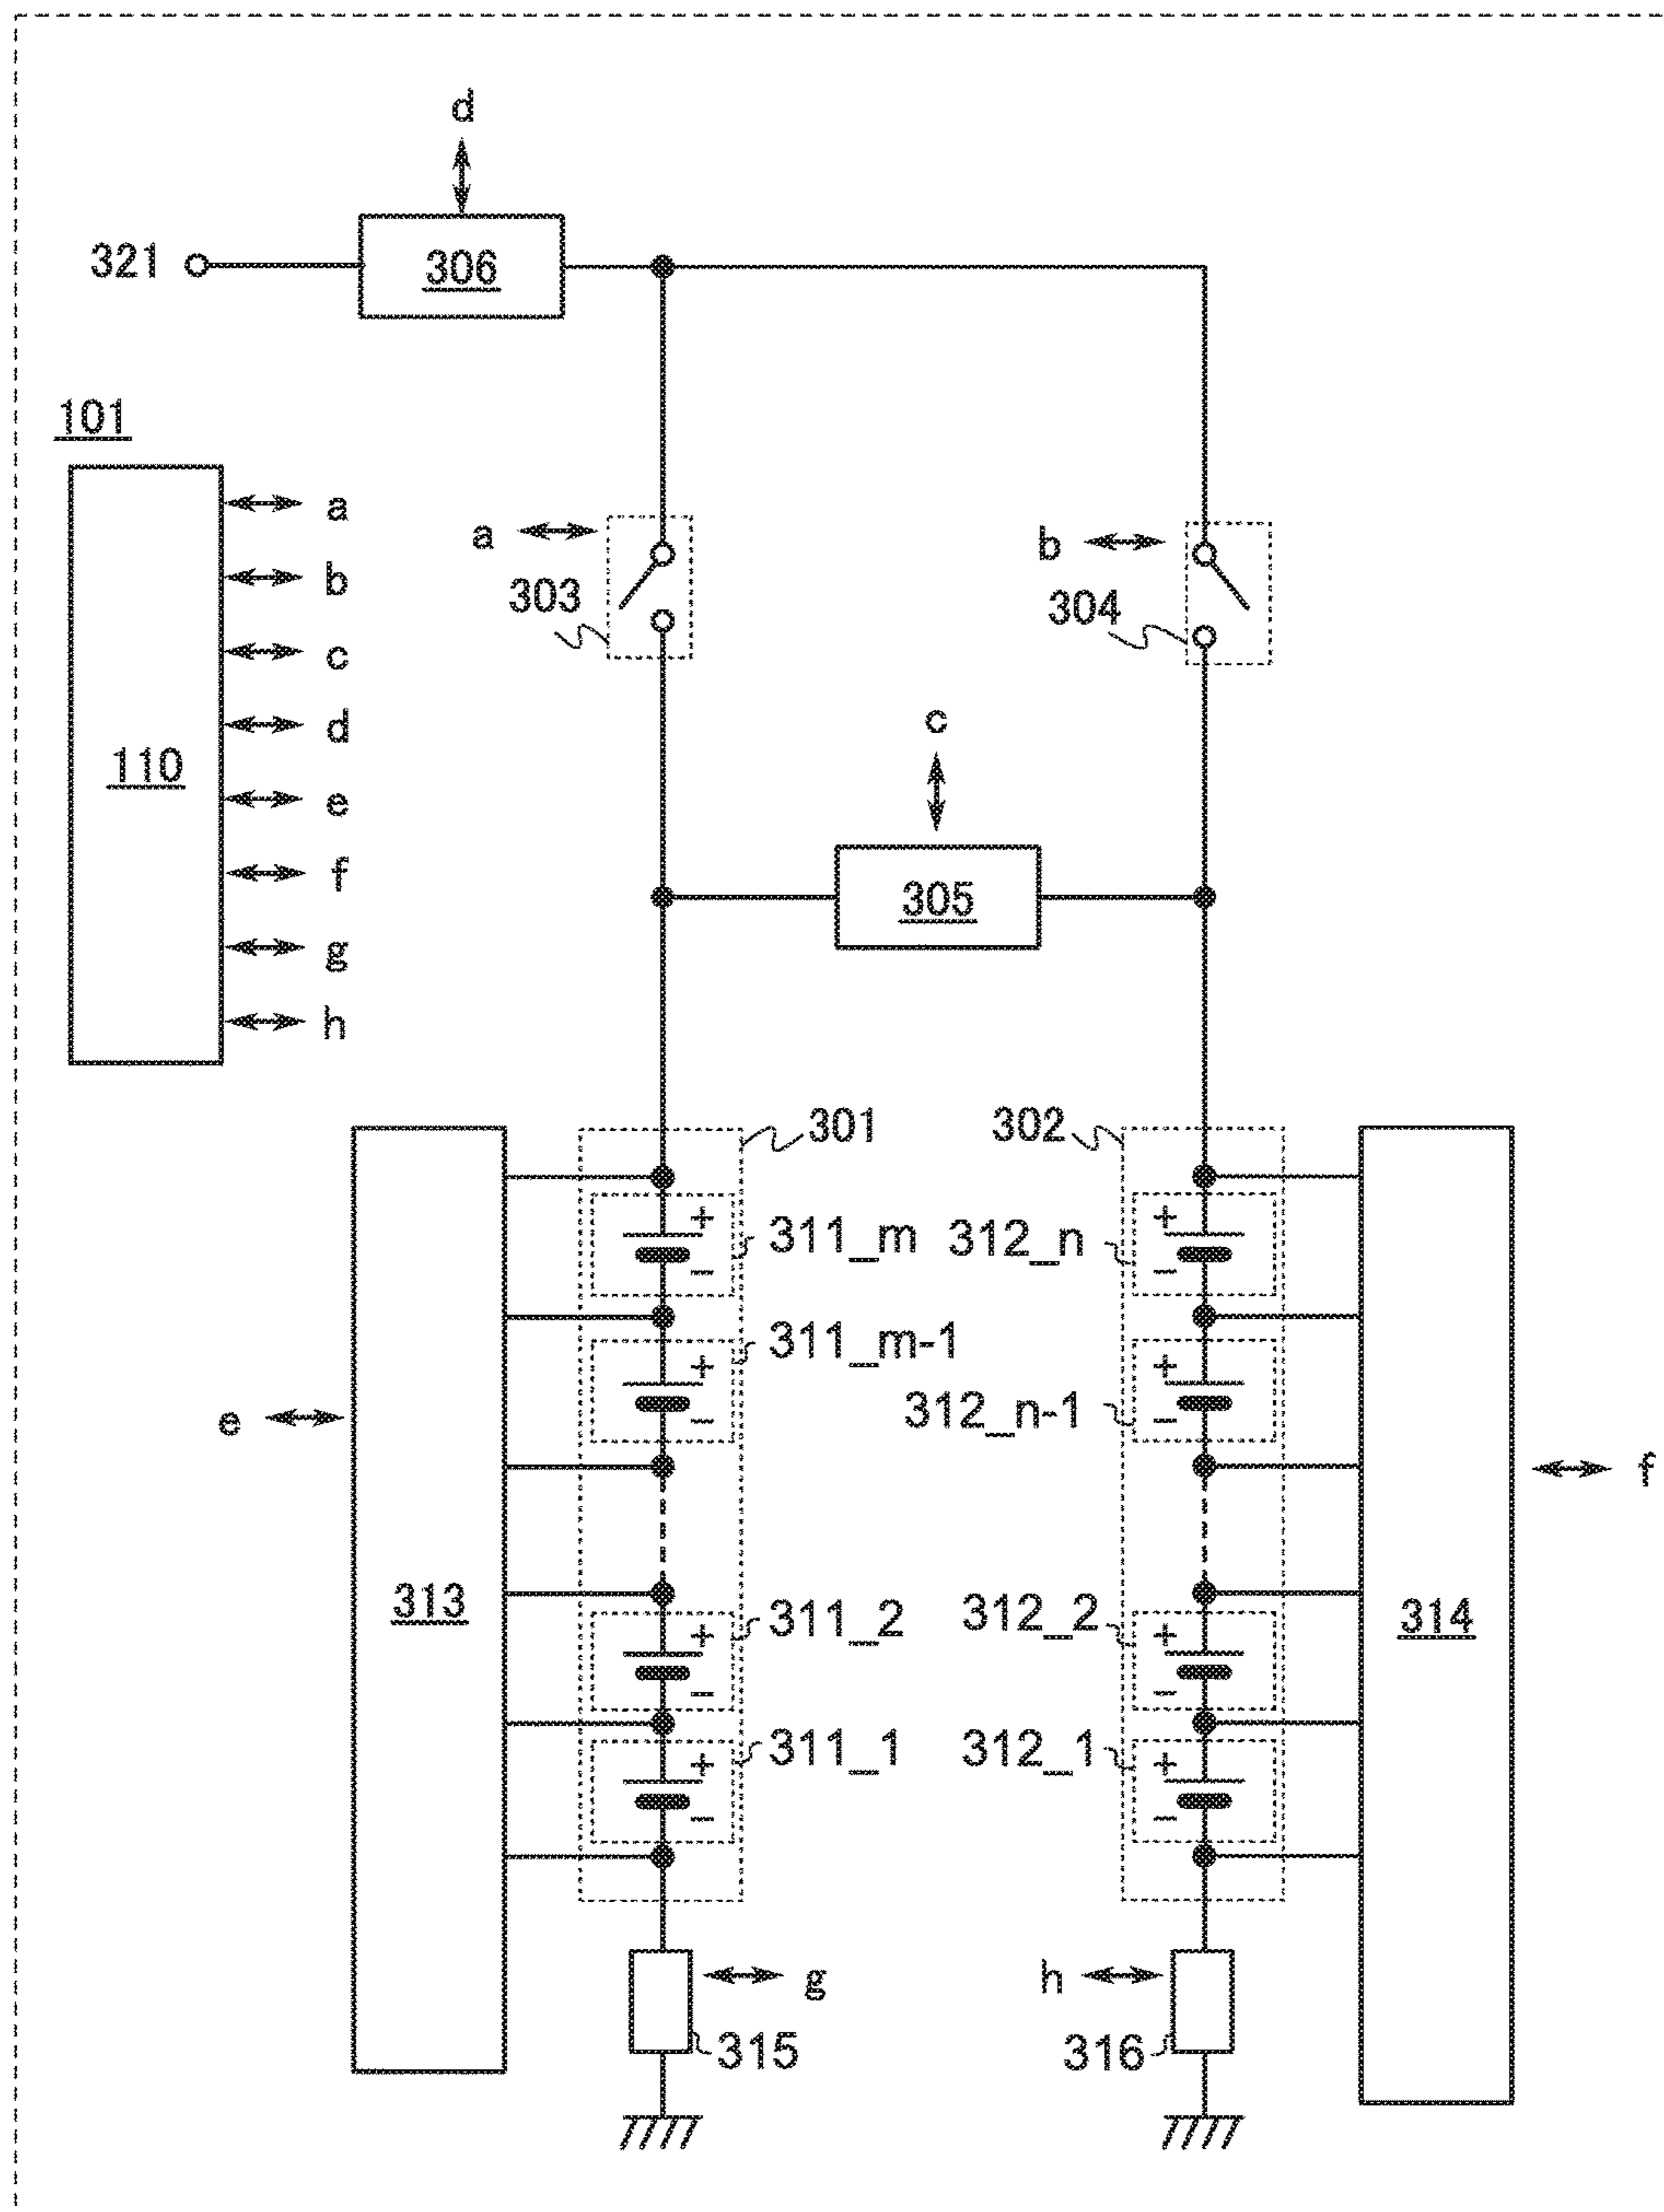 d
321
306
101
a
b
c
d
e
f
g
h
110
a
303
b
304
c
305
301
302
+
311_m
-
312_n
+
-
+
311_m-1
-
+
312_n-1
-
e
f
313
314
+
311_2
-
312_2
+
-
+
311_1
-
312_1
+
-
g
h
315
316